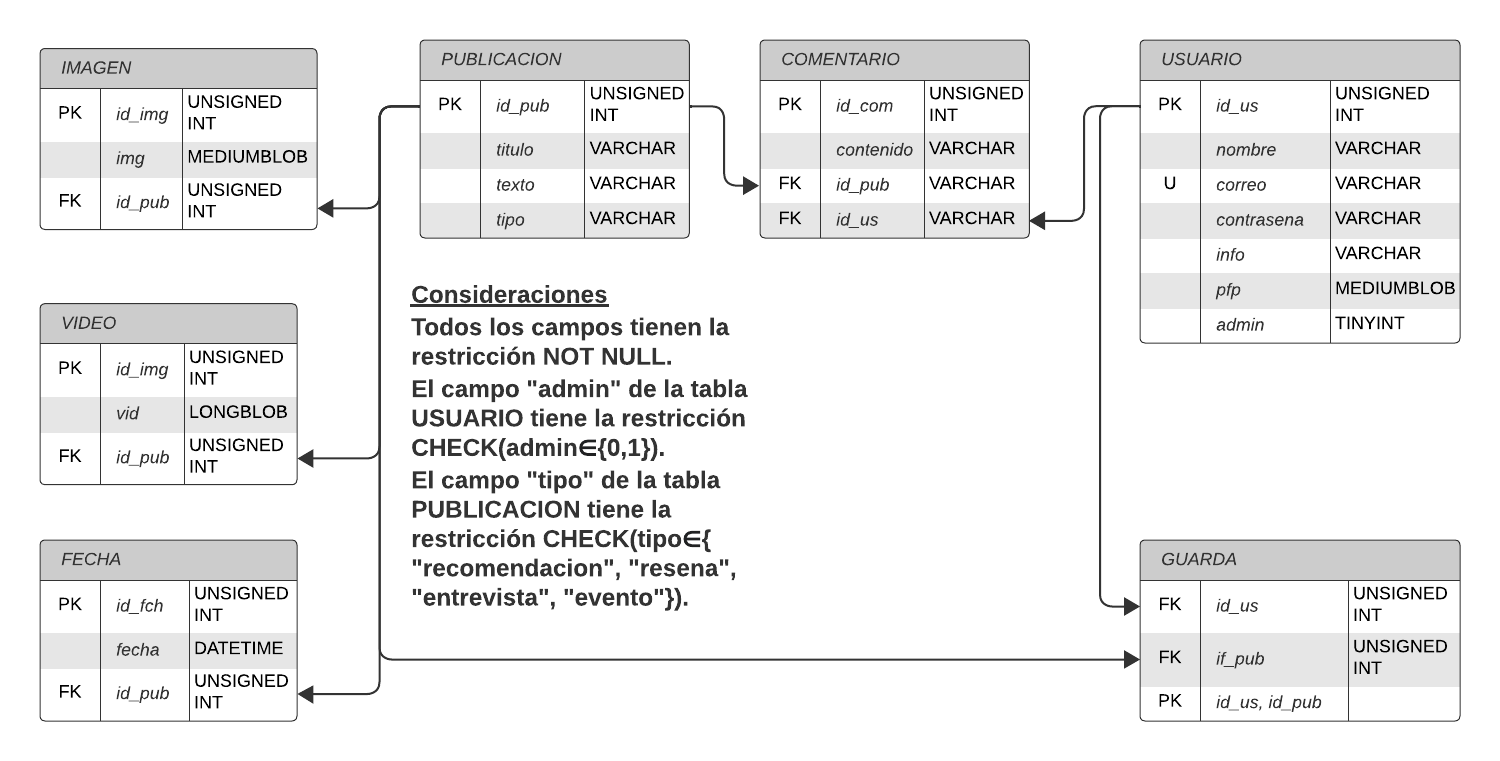 IMAGEN
PK id_img UNSIGNED
INT
img MEDIUMBLOB
FK id_pub UNSIGNED
INT
PUBLICACION
PK id_pub UNSIGNED
INT
titulo VARCHAR
texto VARCHAR
tipo VARCHAR
COMENTARIO
PK id_com UNSIGNED
INT
contenido VARCHAR
FK id_pub VARCHAR
FK id_us VARCHAR
USUARIO
PK id_us UNSIGNED
INT
nombre VARCHAR
U correo VARCHAR
contrasena VARCHAR
info VARCHAR
pfp MEDIUMBLOB
admin TINYINT
VIDEO
PK id_img UNSIGNED
INT
vid LONGBLOB
FK id_pub UNSIGNED
INT
Consideraciones
Todos los campos tienen la
restricción NOT NULL.
El campo "admin" de la tabla
USUARIO tiene la restricción
CHECK(admin∈{0,1}).
El campo "tipo" de la tabla
PUBLICACION tiene la
restricción CHECK(tipo∈{
"recomendacion", "resena",
"entrevista", "evento"}).
FECHA
PK id_fch UNSIGNED
INT
fecha DATETIME
FK id_pub UNSIGNED
INT
GUARDA
FK id_us UNSIGNED
INT
FK if_pub UNSIGNED
INT
PK id_us, id_pub